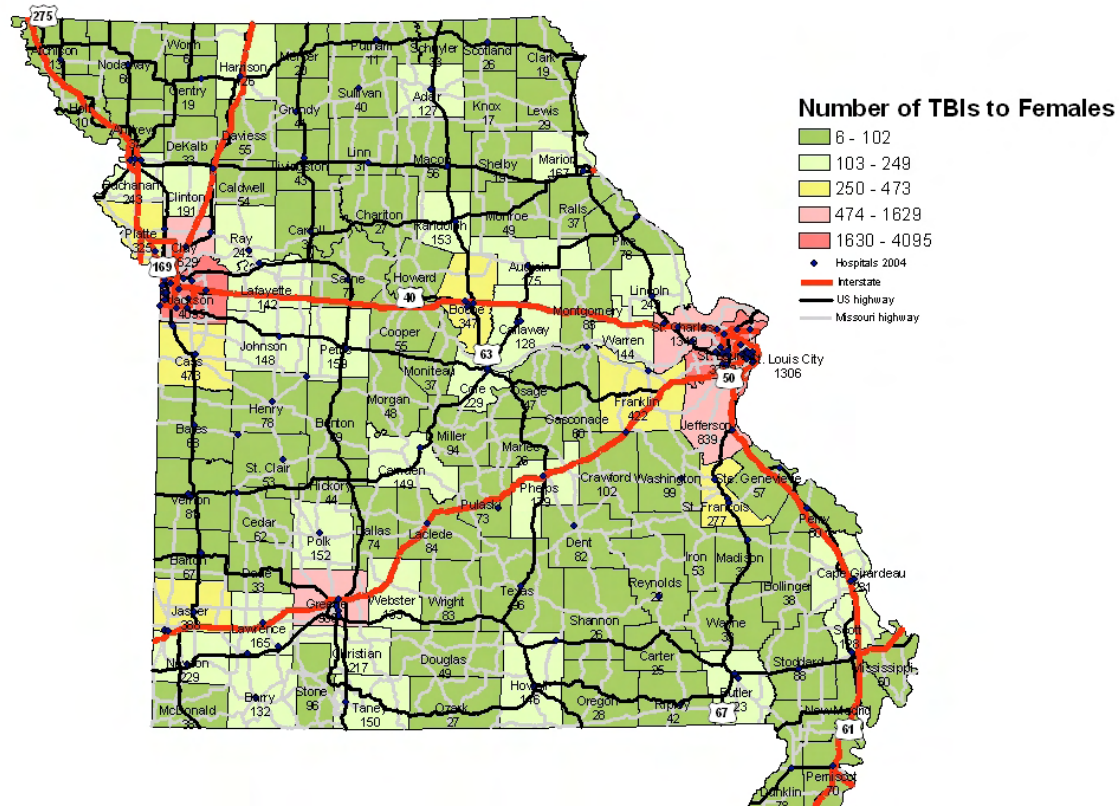 275
Worth
6
Putnam
11
Schuyler
33
Scotland
26
Clark
19
Nodaway
Harrison
Mercer
20
Gentry
19
Sullivan
40
Adair
127
Knox
17
Lewis
29
Holt
10
Grundy
DeKalb
33
Daviess
55
Livingston
43
Linn
Macon
56
Shelby
Marion
167
Buchanan
243
Clinton
191
Caldwell
54
Chariton
27
Randolph
153
Monroe
49
Ralls
37
Pike
76
Platte
325
Clay
Ray
242
Carroll
Howard
Audrain
Lincoln
169
Jackson
4095
Lafayette
142
Saline
40
Boone
347
Callaway
128
Montgomery
Warren
144
St. Charles
St. Louis City
1306
Cass
473
Johnson
148
Pettis
159
Cooper
55
Moniteau
37
63
Cole
229
Osage
47
Gasconade
60
Franklin
422
50
Jefferson
839
Henry
78
Morgan
48
Benton
Miller
94
Bates
68
St. Clair
53
Hickory
44
Camden
149
Maries
26
Phelps
Pulaski
73
Crawford
102
Washington
99
Ste. Genevieve
57
St. Francois
277
Perry
Vernon
Cedar
62
Polk
152
Dallas
74
Laclede
84
Dent
82
Iron
53
Madison
Bollinger
38
Cape Girardeau
Barton
67
Dade
33
Reynolds
Jasper
Lawrence
165
Greene
Webster
Wright
83
Texas
Shannon
26
Wayne
Scott
Mississippi
Newton
229
Christian
217
Douglas
49
Carter
25
Stoddard
88
McDonald
Barry
132
Stone
96
Taney
150
Ozark
27
Howell
146
Oregon
28
Ripley
42
Butler
67
New Madrid
61
Pemiscot
70
Dunklin
Number of TBIs to Females
6 - 102
103 - 249
250 - 473
474 - 1629
1630 - 4095
Hospitals 2004
Interstate
US highway
Missouri highway